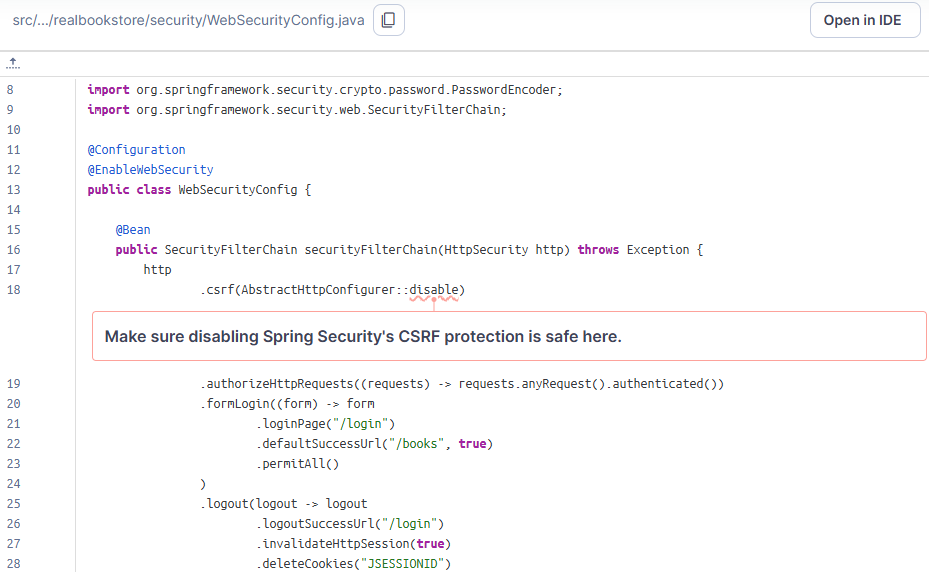 src/.../realbookstore/security/WebSecurityConfig.java
Open in IDE
8 import org.springframework.security.crypto.password.PasswordEncoder;
9 import org.springframework.security.web.SecurityFilterChain;
10
11 @Configuration
12 @EnableWebSecurity
13 public class WebSecurityConfig {
14
15 @Bean
16 public SecurityFilterChain securityFilterChain(HttpSecurity http) throws Exception {
17 http
18 .csrf(AbstractHttpConfigurer::disable)
Make sure disabling Spring Security's CSRF protection is safe here.
19 .authorizeHttpRequests((requests) -> requests.anyRequest().authenticated())
20 .formLogin((form) -> form
21 .loginPage("/login")
22 .defaultSuccessUrl("/books", true)
23 .permitAll()
24 )
25 .logout(logout -> logout
26 .logoutSuccessUrl("/login")
27 .invalidateHttpSession(true)
28 .deleteCookies("JSESSIONID")